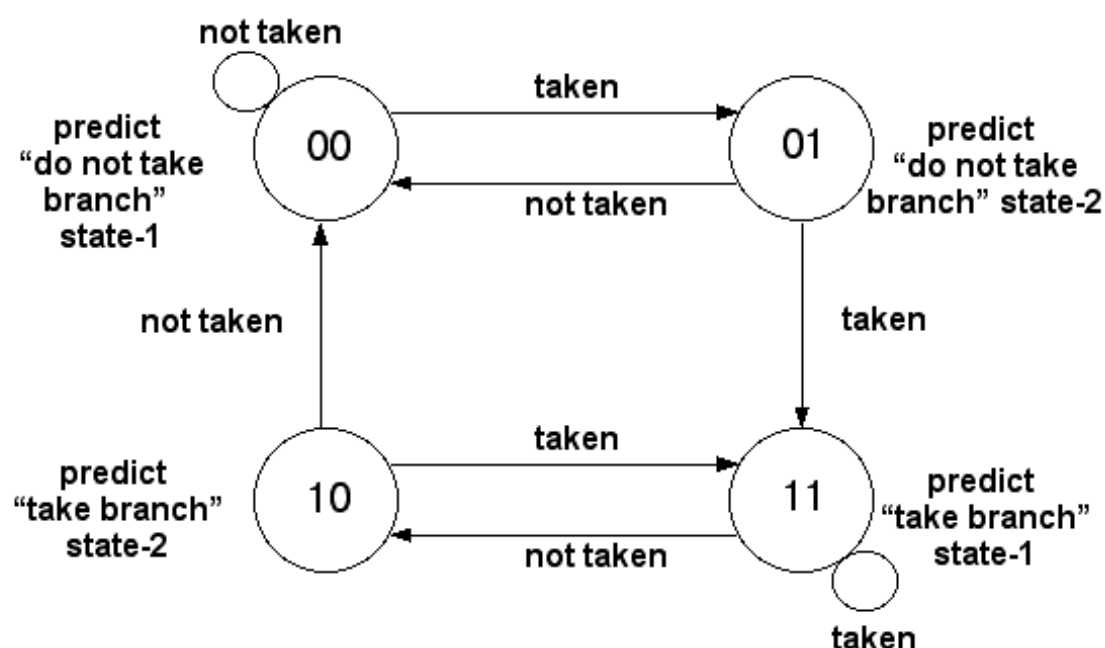 not taken
taken
predict
“do not take
branch”
state-1
00
01
predict
“do not take
branch” state-2
not taken
not taken
taken
predict
“take branch”
state-2
10
taken
11
predict
“take branch”
state-1
not taken
taken